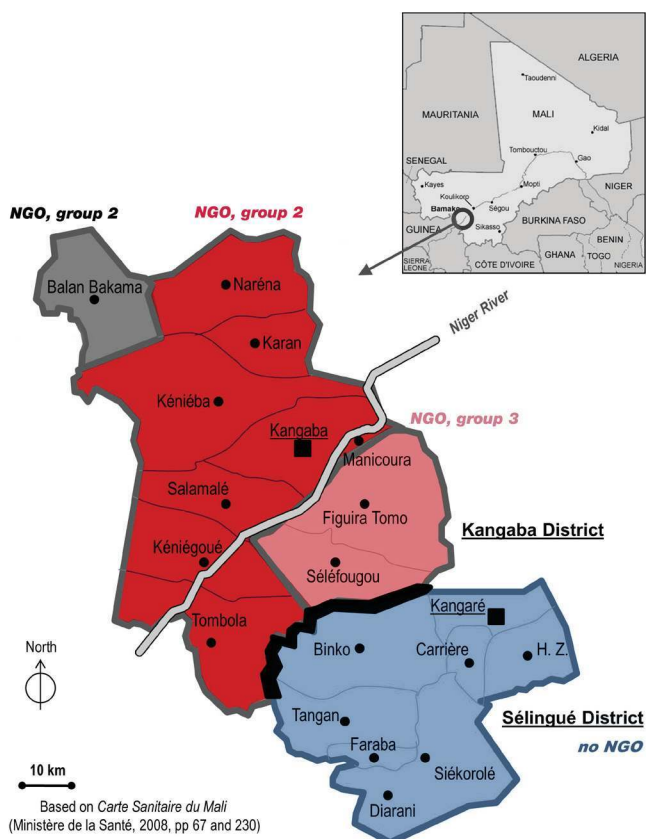 ALGERIA
Taoudenni
MAURITANIA
MALI
Kidal
Tombouctou
Gao
SENEGAL
Kayes
Mopti
NIGER
Koulikoro
Ségou
Bamako
BURKINA FASO
GUINEA
Sikasso
BENIN
GHANA
TOGO
SIERRA
LEONE
CÔTE D'IVOIRE
NIGERIA
NGO, group 2
NGO, group 2
Balan Bakama
Naréna
Niger River
Karan
Kéniéba
NGO, group 3
Kangaba
Manicoura
Salamalé
Figuira Tomo
Kangaba District
Kéniégoué
Séléfougou
Kangaré
Tombola
North
Binko
Carrière
H. Z.
Tangan
Sélingué District
Faraba
no NGO
Siékorolé
10 km
Diarani
Based on Carte Sanitaire du Mali
(Ministère de la Santé, 2008, pp 67 and 230)